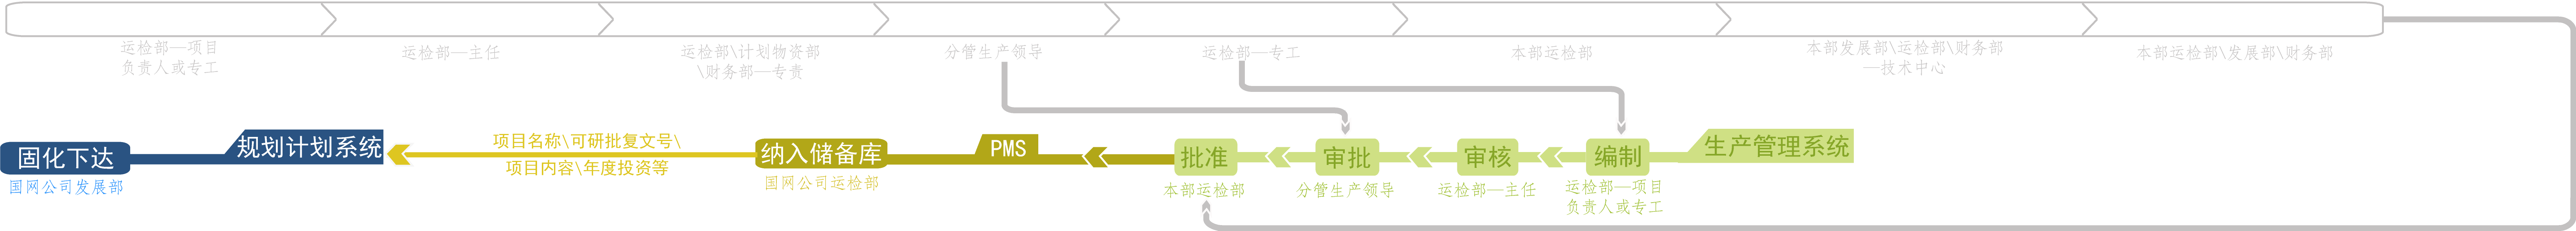 运检部—项目
负责人或专工
运检部—主任
运检部\计划物资部
\财务部—专责
分管生产领导
运检部—专工
本部运检部
本部发展部\运检部\财务部
—技术中心
本部运检部\发展部\财务部
固化下达
国网公司发展部
规划计划系统
项目名称\可研批复文号\
项目内容\年度投资等
纳入储备库
国网公司运检部
PMS
批准
本部运检部
审批
分管生产领导
审核
运检部—主任
编制
运检部—项目
负责人或专工
生产管理系统